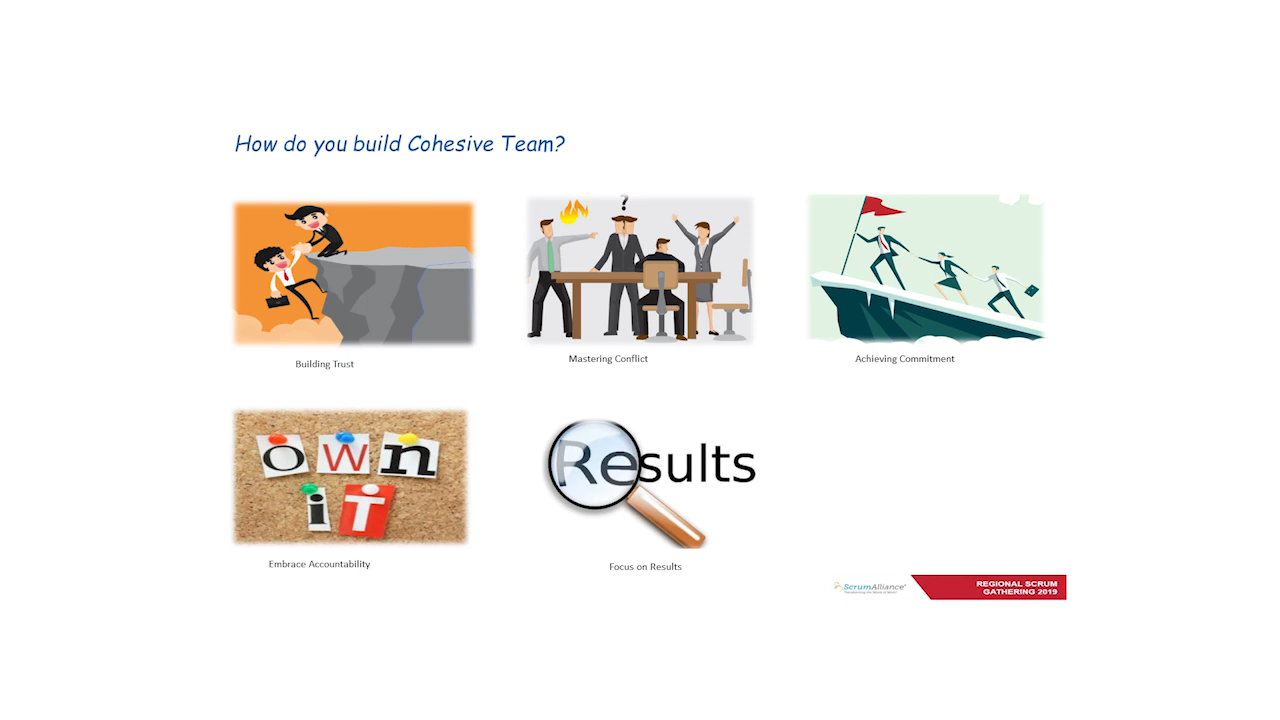 How do you build Cohesive Team?
?
Building Trust
Mastering Conflict
Achieving Commitment
own
iT
Results
Embrace Accountability
Focus on Results
ScrumAlliance®
REGIONAL SCRUM
GATHERING 2019